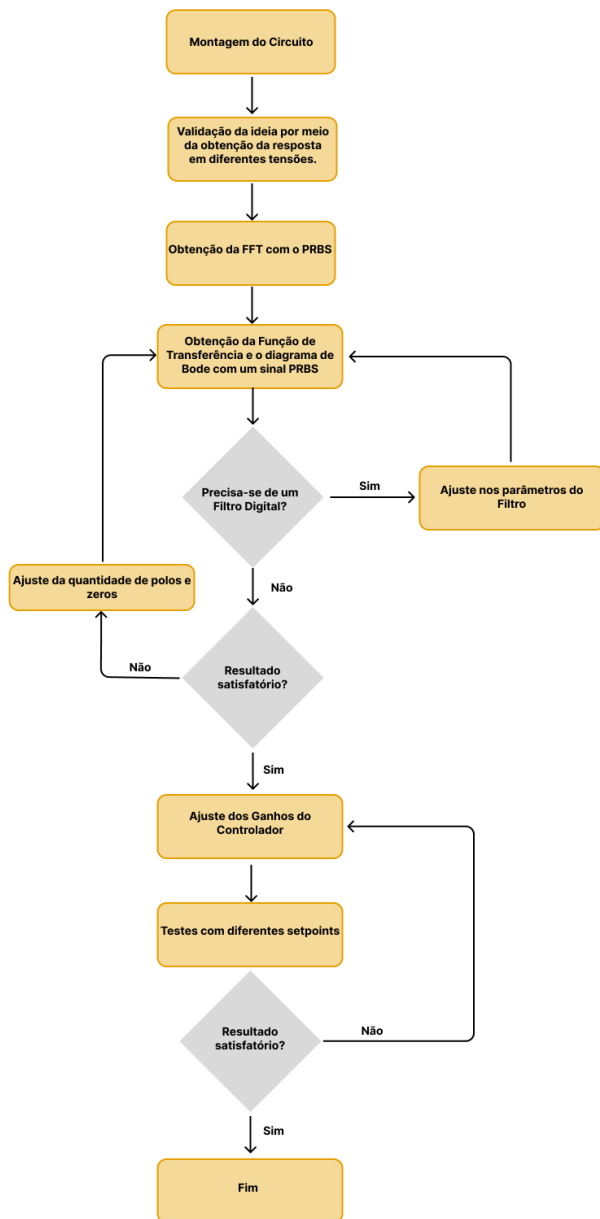 Montagem do Circuito
Validação da ideia por meio
da obtenção da resposta
em diferentes tensões.
Obtenção da FFT com o PRBS
Obtenção da Função de
Transferência e o diagrama de
Bode com um sinal PRBS
Precisa-se de um
Filtro Digital?
Sim
Ajuste nos parâmetros do
Filtro
Não
Ajuste da quantidade de polos e
zeros
Não
Resultado
satisfatório?
Sim
Ajuste dos Ganhos do
Controlador
Testes com diferentes setpoints
Resultado
satisfatório?
Não
Sim
Fim